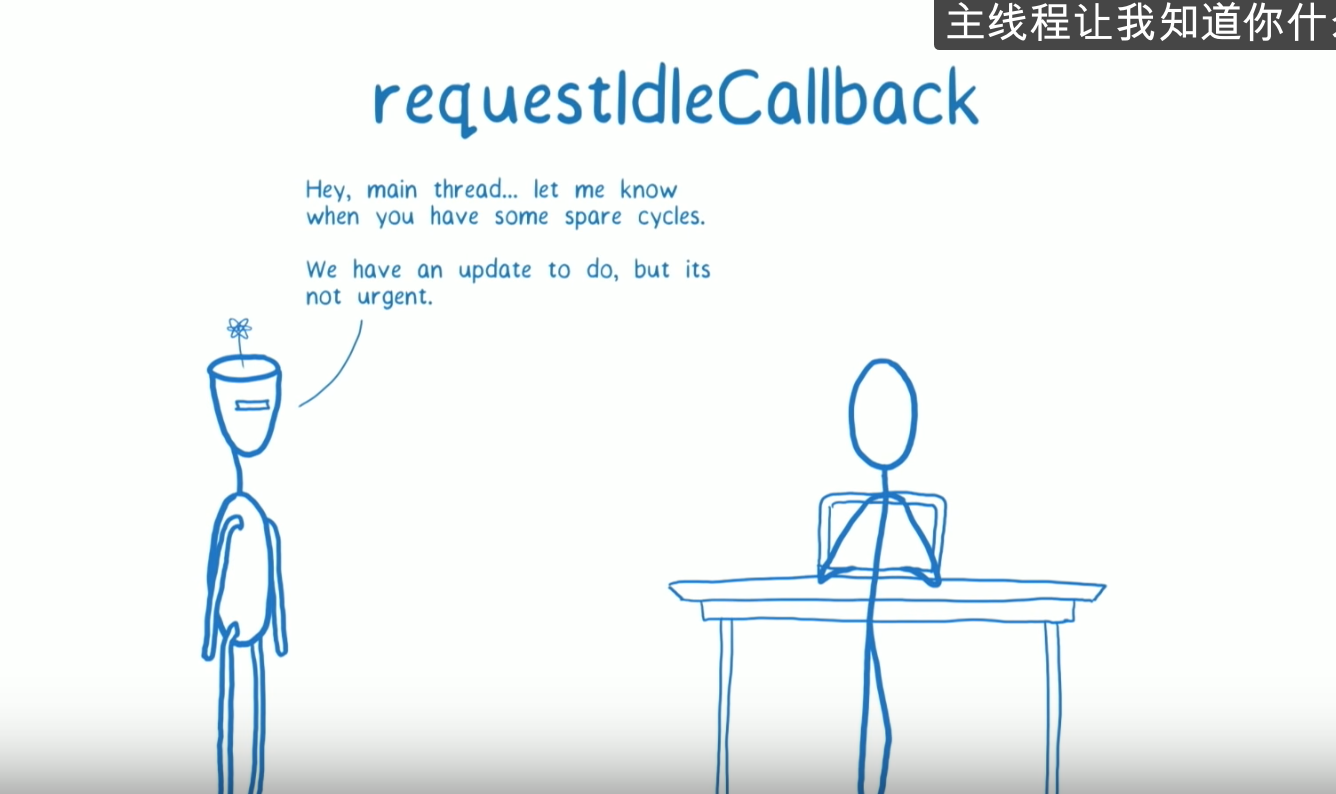 主线程让我知道你什
requestIdleCallback
Hey, main thread... let me know
when you have some spare cycles.
We have an update to do, but its
not urgent.